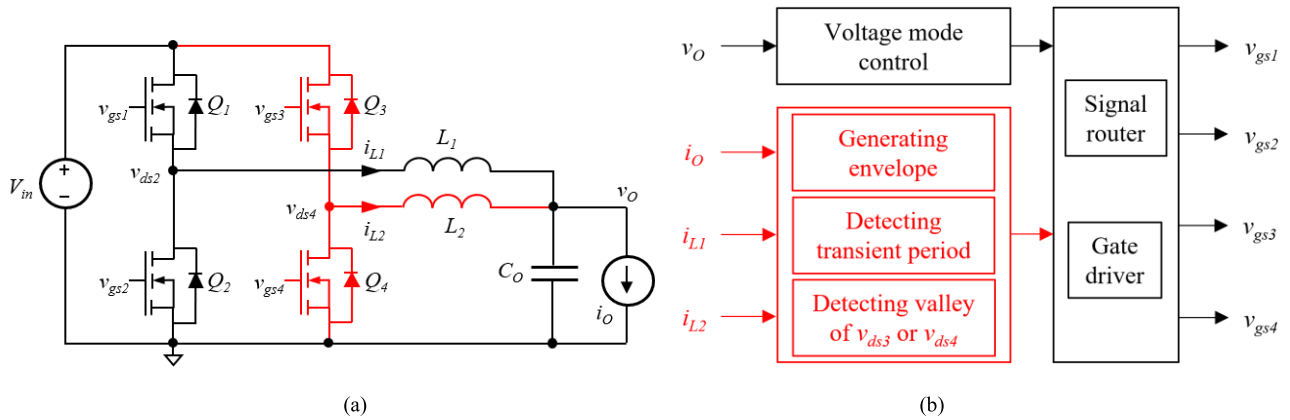 V_in
+
−
v_gs1
Q_1
v_gs3
Q_3
v_ds2
i_L1
L_1
v_ds4
i_L2
L_2
v_O
v_gs2
Q_2
v_gs4
Q_4
C_O
i_O
(a)
v_O
Voltage mode
control
i_O
i_L1
i_L2
Generating
envelope
Detecting
transient period
Detecting valley
of v_ds3 or v_ds4
Signal
router
Gate
driver
v_gs1
v_gs2
v_gs3
v_gs4
(b)